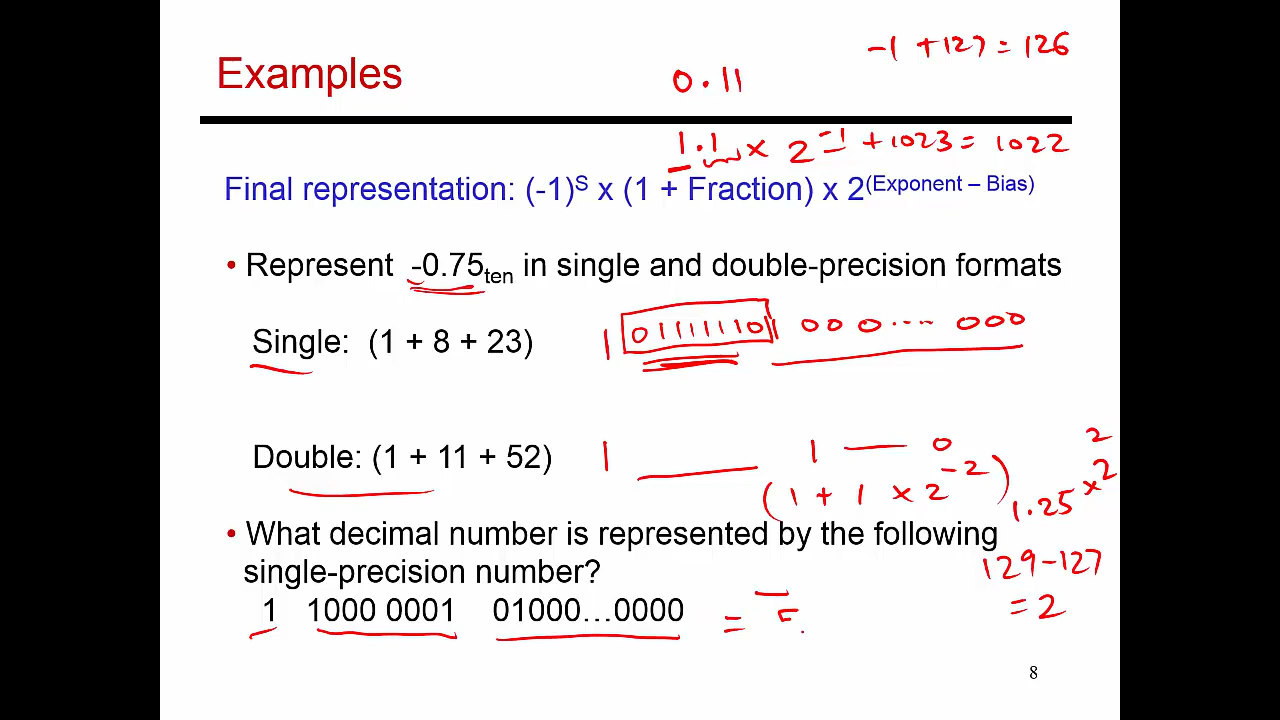 -1 + 127 = 126
Examples
0.11
1.1 x 2 -1 + 1023 = 1022
Final representation: (-1)S x (1 + Fraction) x 2(Exponent – Bias)
• Represent -0.75ten in single and double-precision formats
Single: (1 + 8 + 23) 1 01111110 1 000...000
Double: (1 + 11 + 52) 1 1 — 0
(1 + 1 x 2 -2) 1.25 x 2 2
• What decimal number is represented by the following
single-precision number?
129-127
1 1000 0001 01000…0000 = - 5.
= 2
8